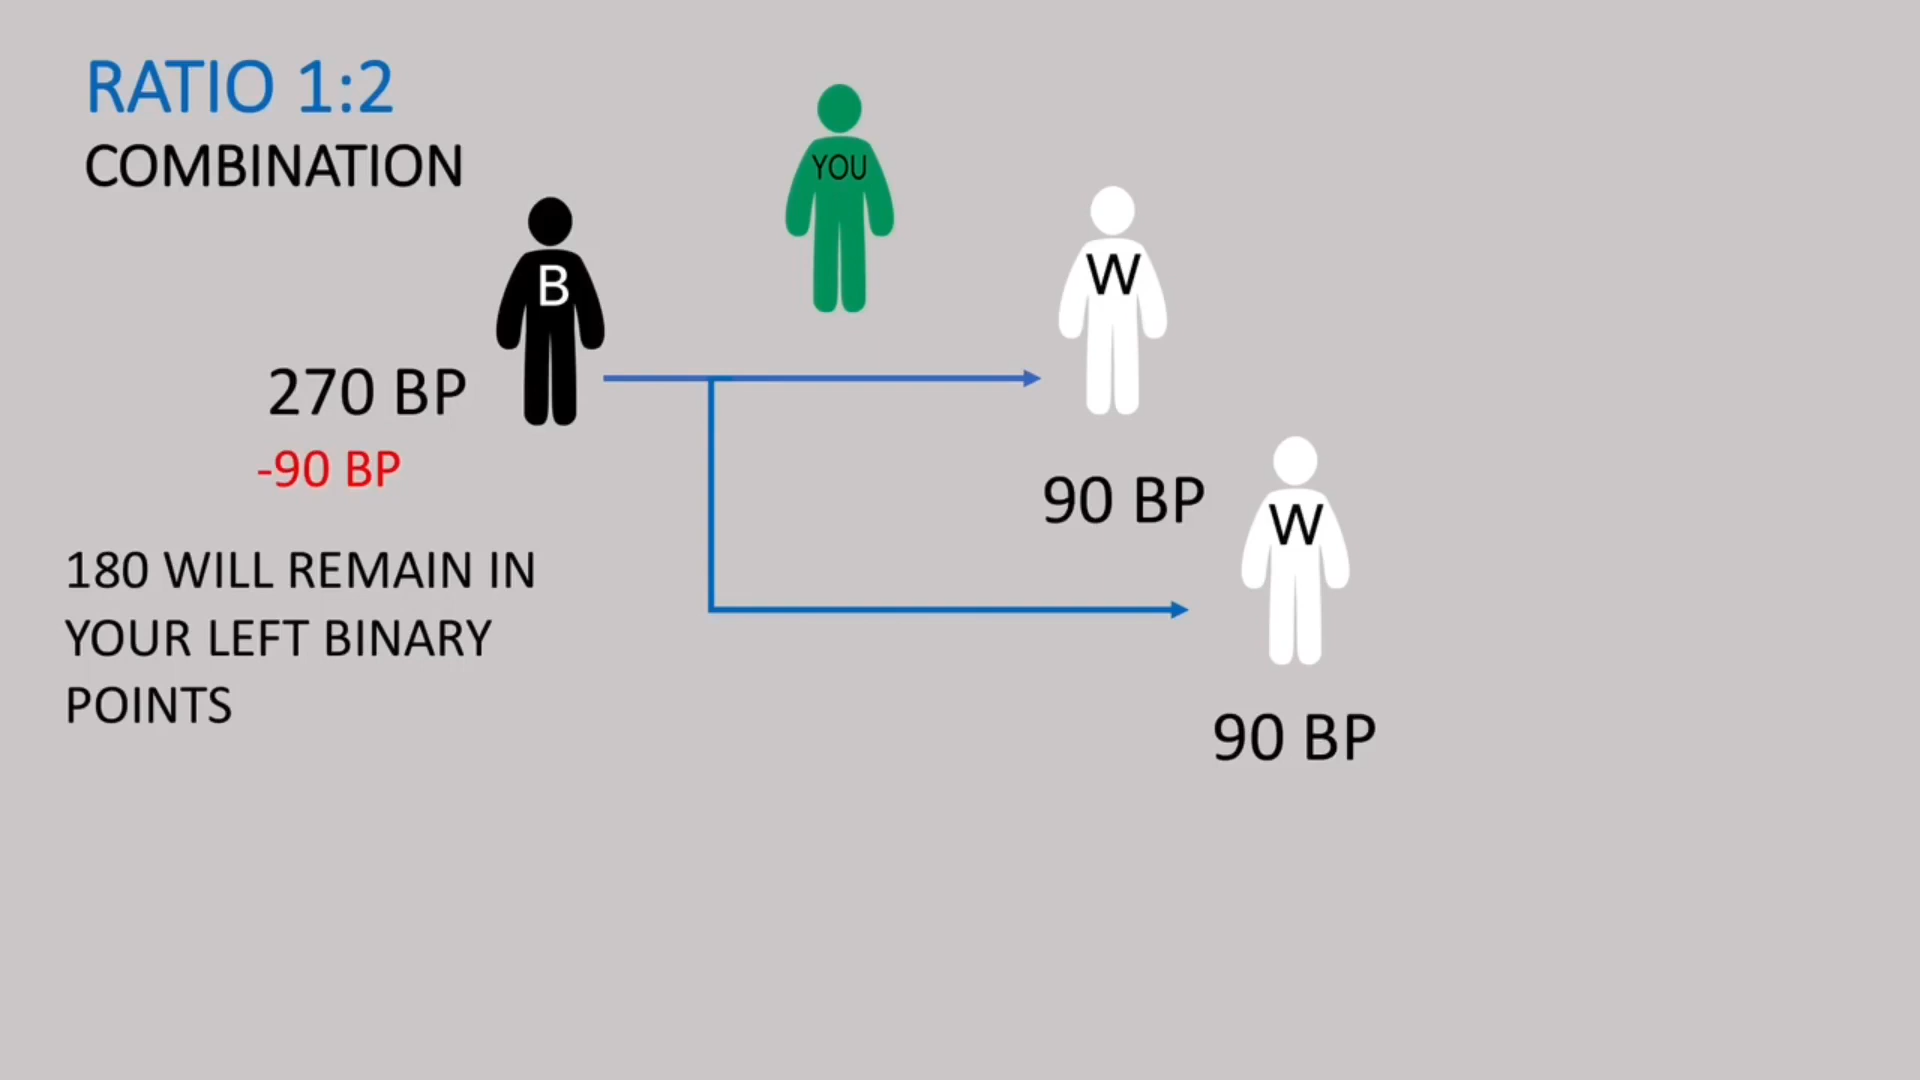 RATIO 1:2
COMBINATION
YOU
B
W
270 BP
-90 BP
90 BP
W
180 WILL REMAIN IN
YOUR LEFT BINARY
POINTS
90 BP